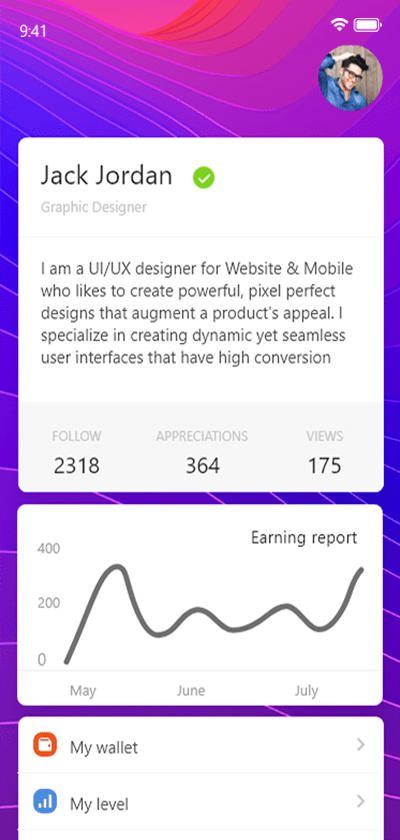 9:41
Jack Jordan
Graphic Designer
I am a UI/UX designer for Website & Mobile
who likes to create powerful, pixel perfect
designs that augment a product's appeal. I
specialize in creating dynamic yet seamless
user interfaces that have high conversion
FOLLOW APPRECIATIONS VIEWS
2318 364 175
Earning report
400
200
0
May June July
My wallet
My level